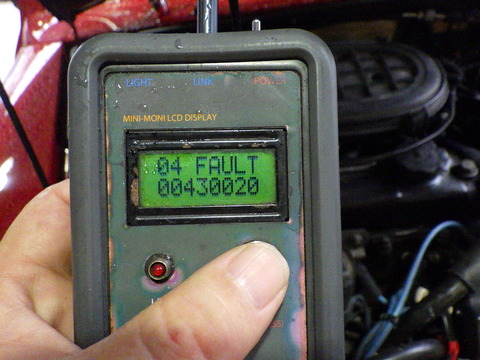 LIGHT LINK POWER
MINI-MONI LCD DISPLAY
04 FAULT
00430020